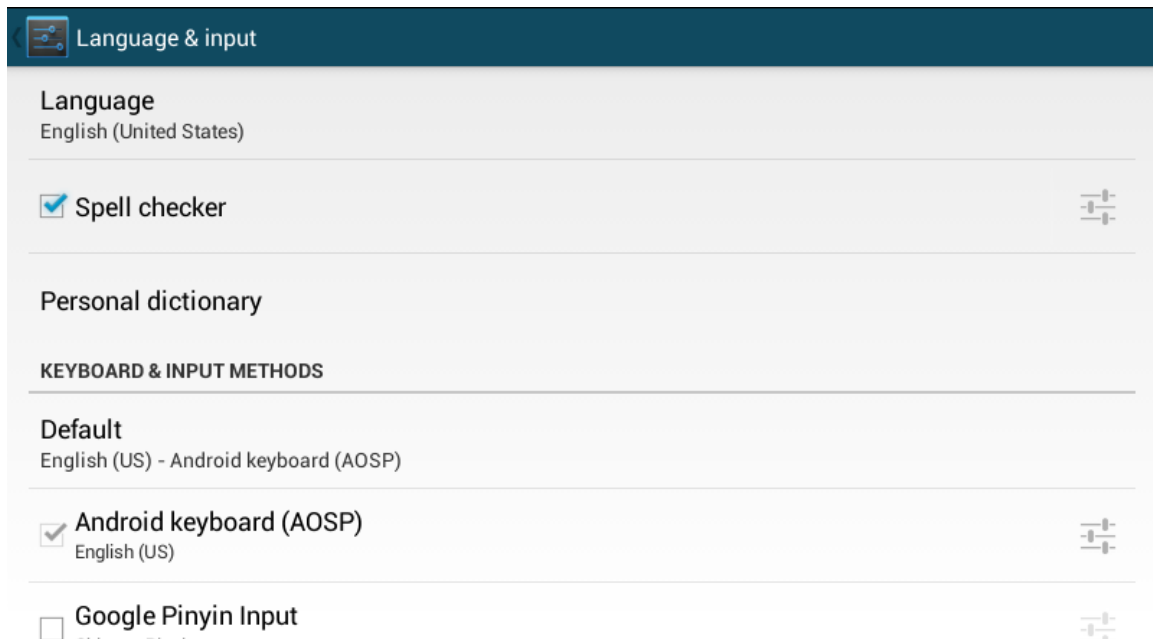 Language & input
Language
English (United States)
Spell checker
Personal dictionary
KEYBOARD & INPUT METHODS
Default
English (US) - Android keyboard (AOSP)
Android keyboard (AOSP)
English (US)
Google Pinyin Input